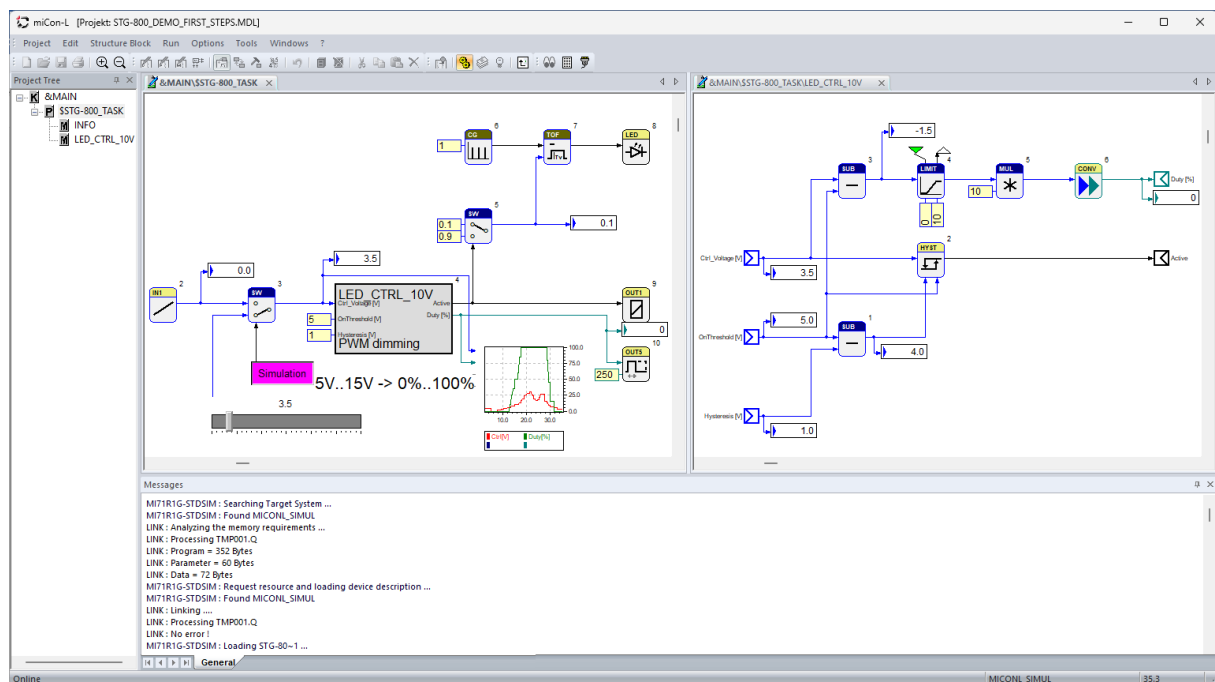 miCon-L [Projekt: STG-800_DEMO_FIRST_STEPS.MDL]
Project Edit Structure Block Run Options Tools Windows ?
Project Tree
&MAIN
$STG-800_TASK
INFO
LED_CTRL_10V
&MAIN\$STG-800_TASK
6
7
8
CG
TOF
LED
1
5
SW
0.1
0.9
0.1
0.0
3.5
2
3
4
9
IN1
SW
LED_CTRL_10V
Ctrl_Voltage [V]
Active
OnThreshold [V]
Duty [%]
Hysteresis [V]
PWM dimming
5
1
OUT1
0
10
OUT5
250
Simulation
5V..15V -> 0%..100%
3.5
100.0
75.0
50.0
25.0
0.0
10.0 20.0 30.0
Ctrl[V] Duty[%]
&MAIN\$STG-800_TASK\LED_CTRL_10V
-1.5
3
4
5
6
SUB
LIMIT
MUL
CONV
10
0
10
Duty [%]
0
2
HYST
Ctrl_Voltage [V]
3.5
Active
5.0
1
OnThreshold [V]
SUB
4.0
Hysteresis [V]
1.0
Messages
MI71R1G-STDSIM : Searching Target System ...
MI71R1G-STDSIM : Found MICONL_SIMUL
LINK : Analyzing the memory requirements ...
LINK : Processing TMP001.Q
LINK : Program = 352 Bytes
LINK : Parameter = 60 Bytes
LINK : Data = 72 Bytes
MI71R1G-STDSIM : Request resource and loading device description ...
MI71R1G-STDSIM : Found MICONL_SIMUL
LINK : Linking ....
LINK : Processing TMP001.Q
LINK : No error !
MI71R1G-STDSIM : Loading STG-80~1 ...
General
Online
MICONL_SIMUL
35.3